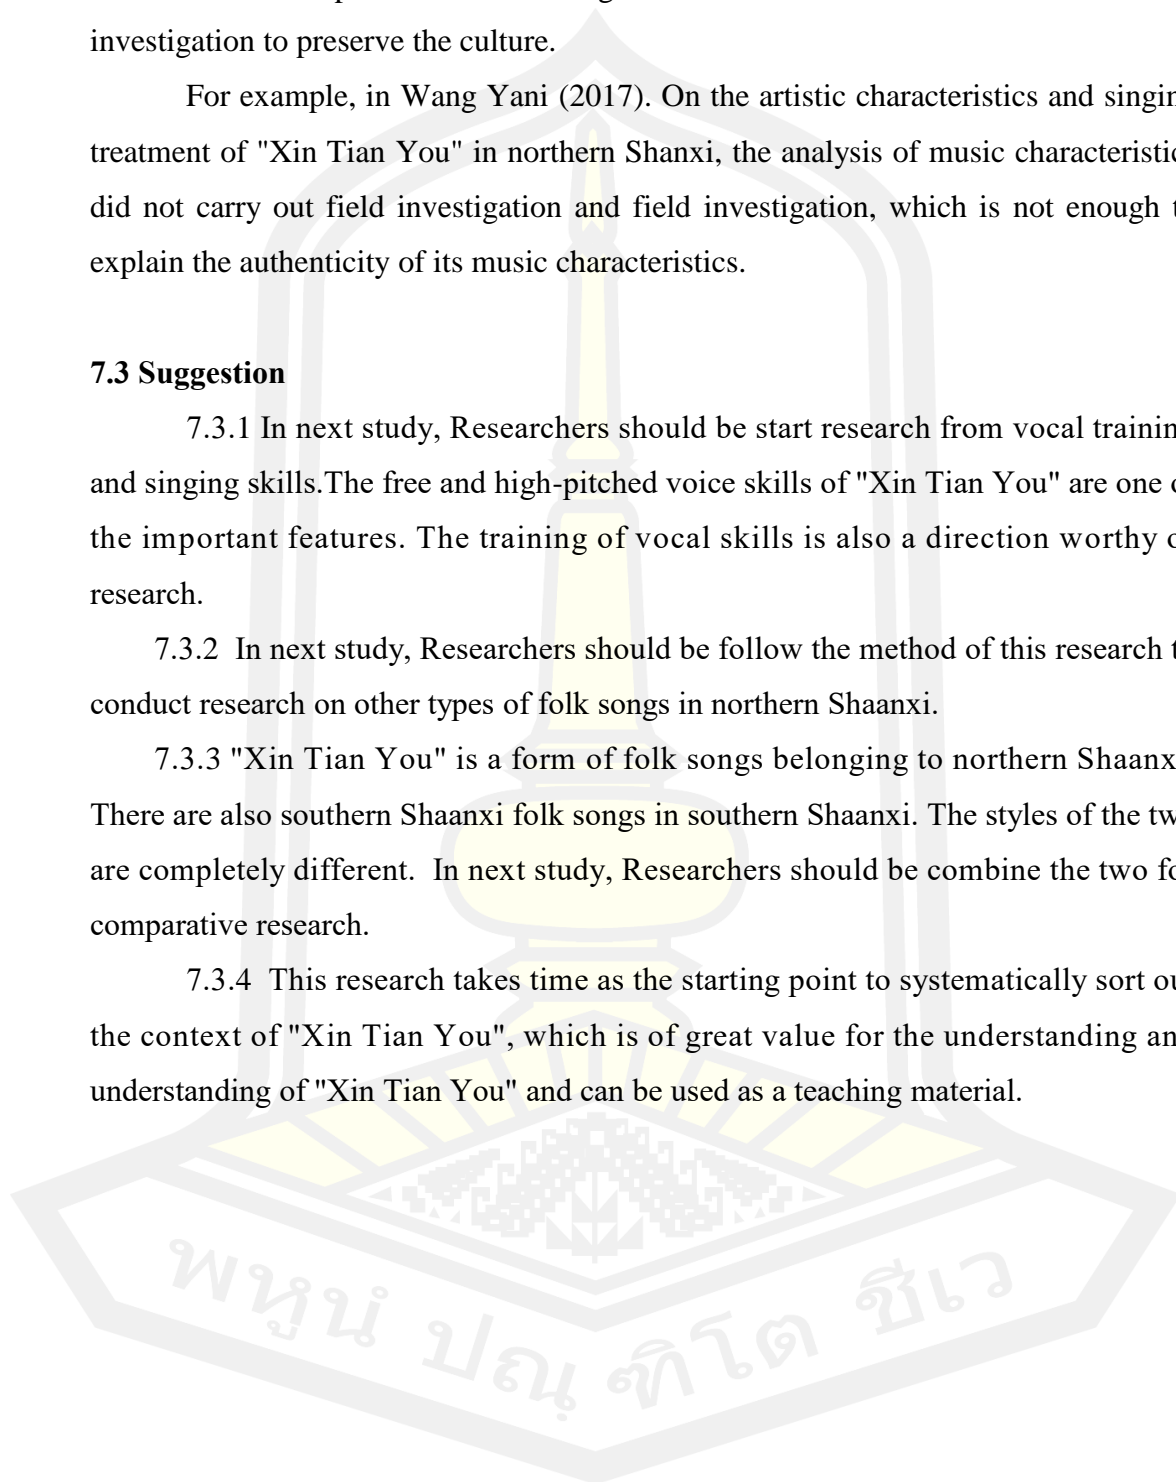 investigation to preserve the culture.
For example, in Wang Yani (2017). On the artistic characteristics and singin
treatment of "Xin Tian You" in northern Shanxi, the analysis of music characteristic
did not carry out field investigation and field investigation, which is not enough t
explain the authenticity of its music characteristics.
7.3 Suggestion
7.3.1 In next study, Researchers should be start research from vocal trainin
and singing skills.The free and high-pitched voice skills of "Xin Tian You" are one o
the important features. The training of vocal skills is also a direction worthy o
research.
7.3.2 In next study, Researchers should be follow the method of this research t
conduct research on other types of folk songs in northern Shaanxi.
7.3.3 "Xin Tian You" is a form of folk songs belonging to northern Shaanx
There are also southern Shaanxi folk songs in southern Shaanxi. The styles of the tw
are completely different. In next study, Researchers should be combine the two fo
comparative research.
7.3.4 This research takes time as the starting point to systematically sort ou
the context of "Xin Tian You", which is of great value for the understanding an
understanding of "Xin Tian You" and can be used as a teaching material.
พหูนํ ปณฺฑิโต ชีเว